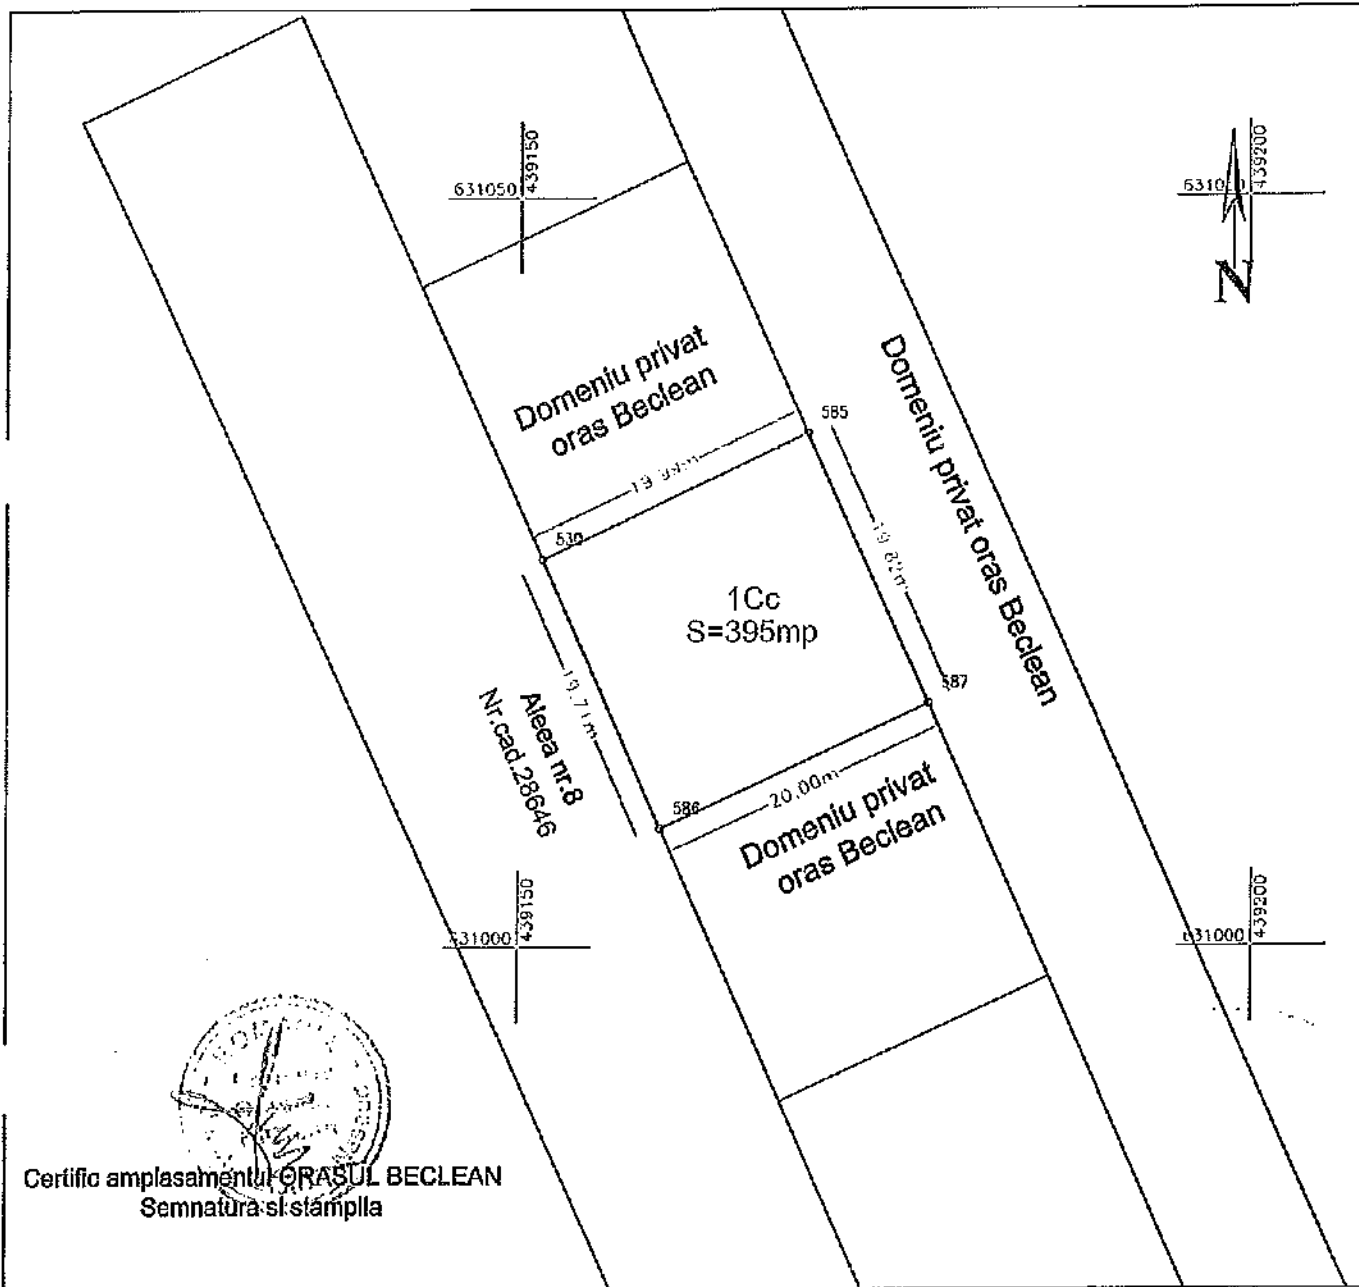 439150
631050
439200
N
Domeniu privat
oras Beclean
Domeniu privat oras Beclean
585
530
1Cc
S=395mp
19.71m
587
Aleea nr.8
Nr.cad.28646
586
20,00m
Domeniu privat
oras Beclean
439150
631000
439200
631000
Certific amplasamentul ORASUL BECLEAN
Semnatura si stampila